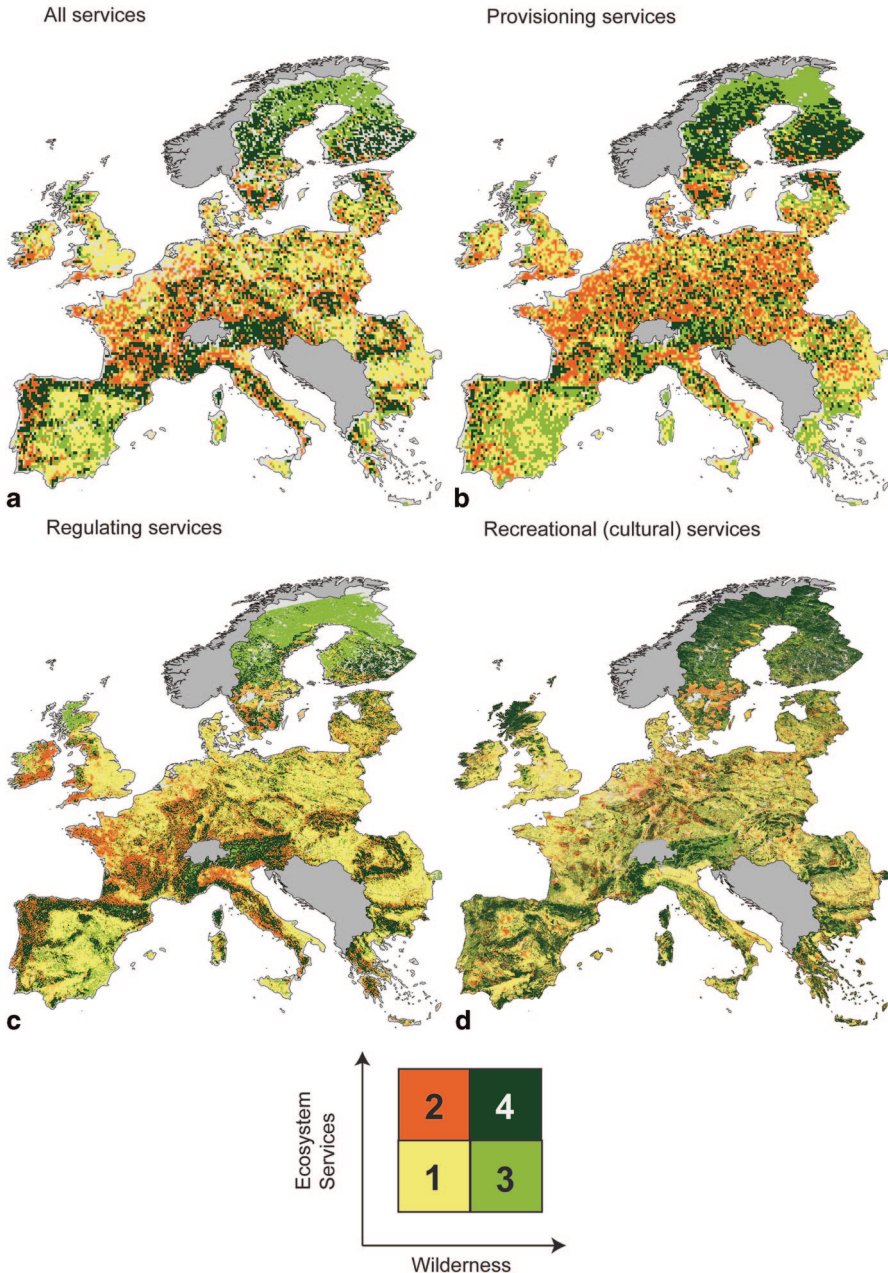 All services
Provisioning services
a
b
Regulating services
Recreational (cultural) services
c
d
Ecosystem
Services
2
4
1
3
Wilderness